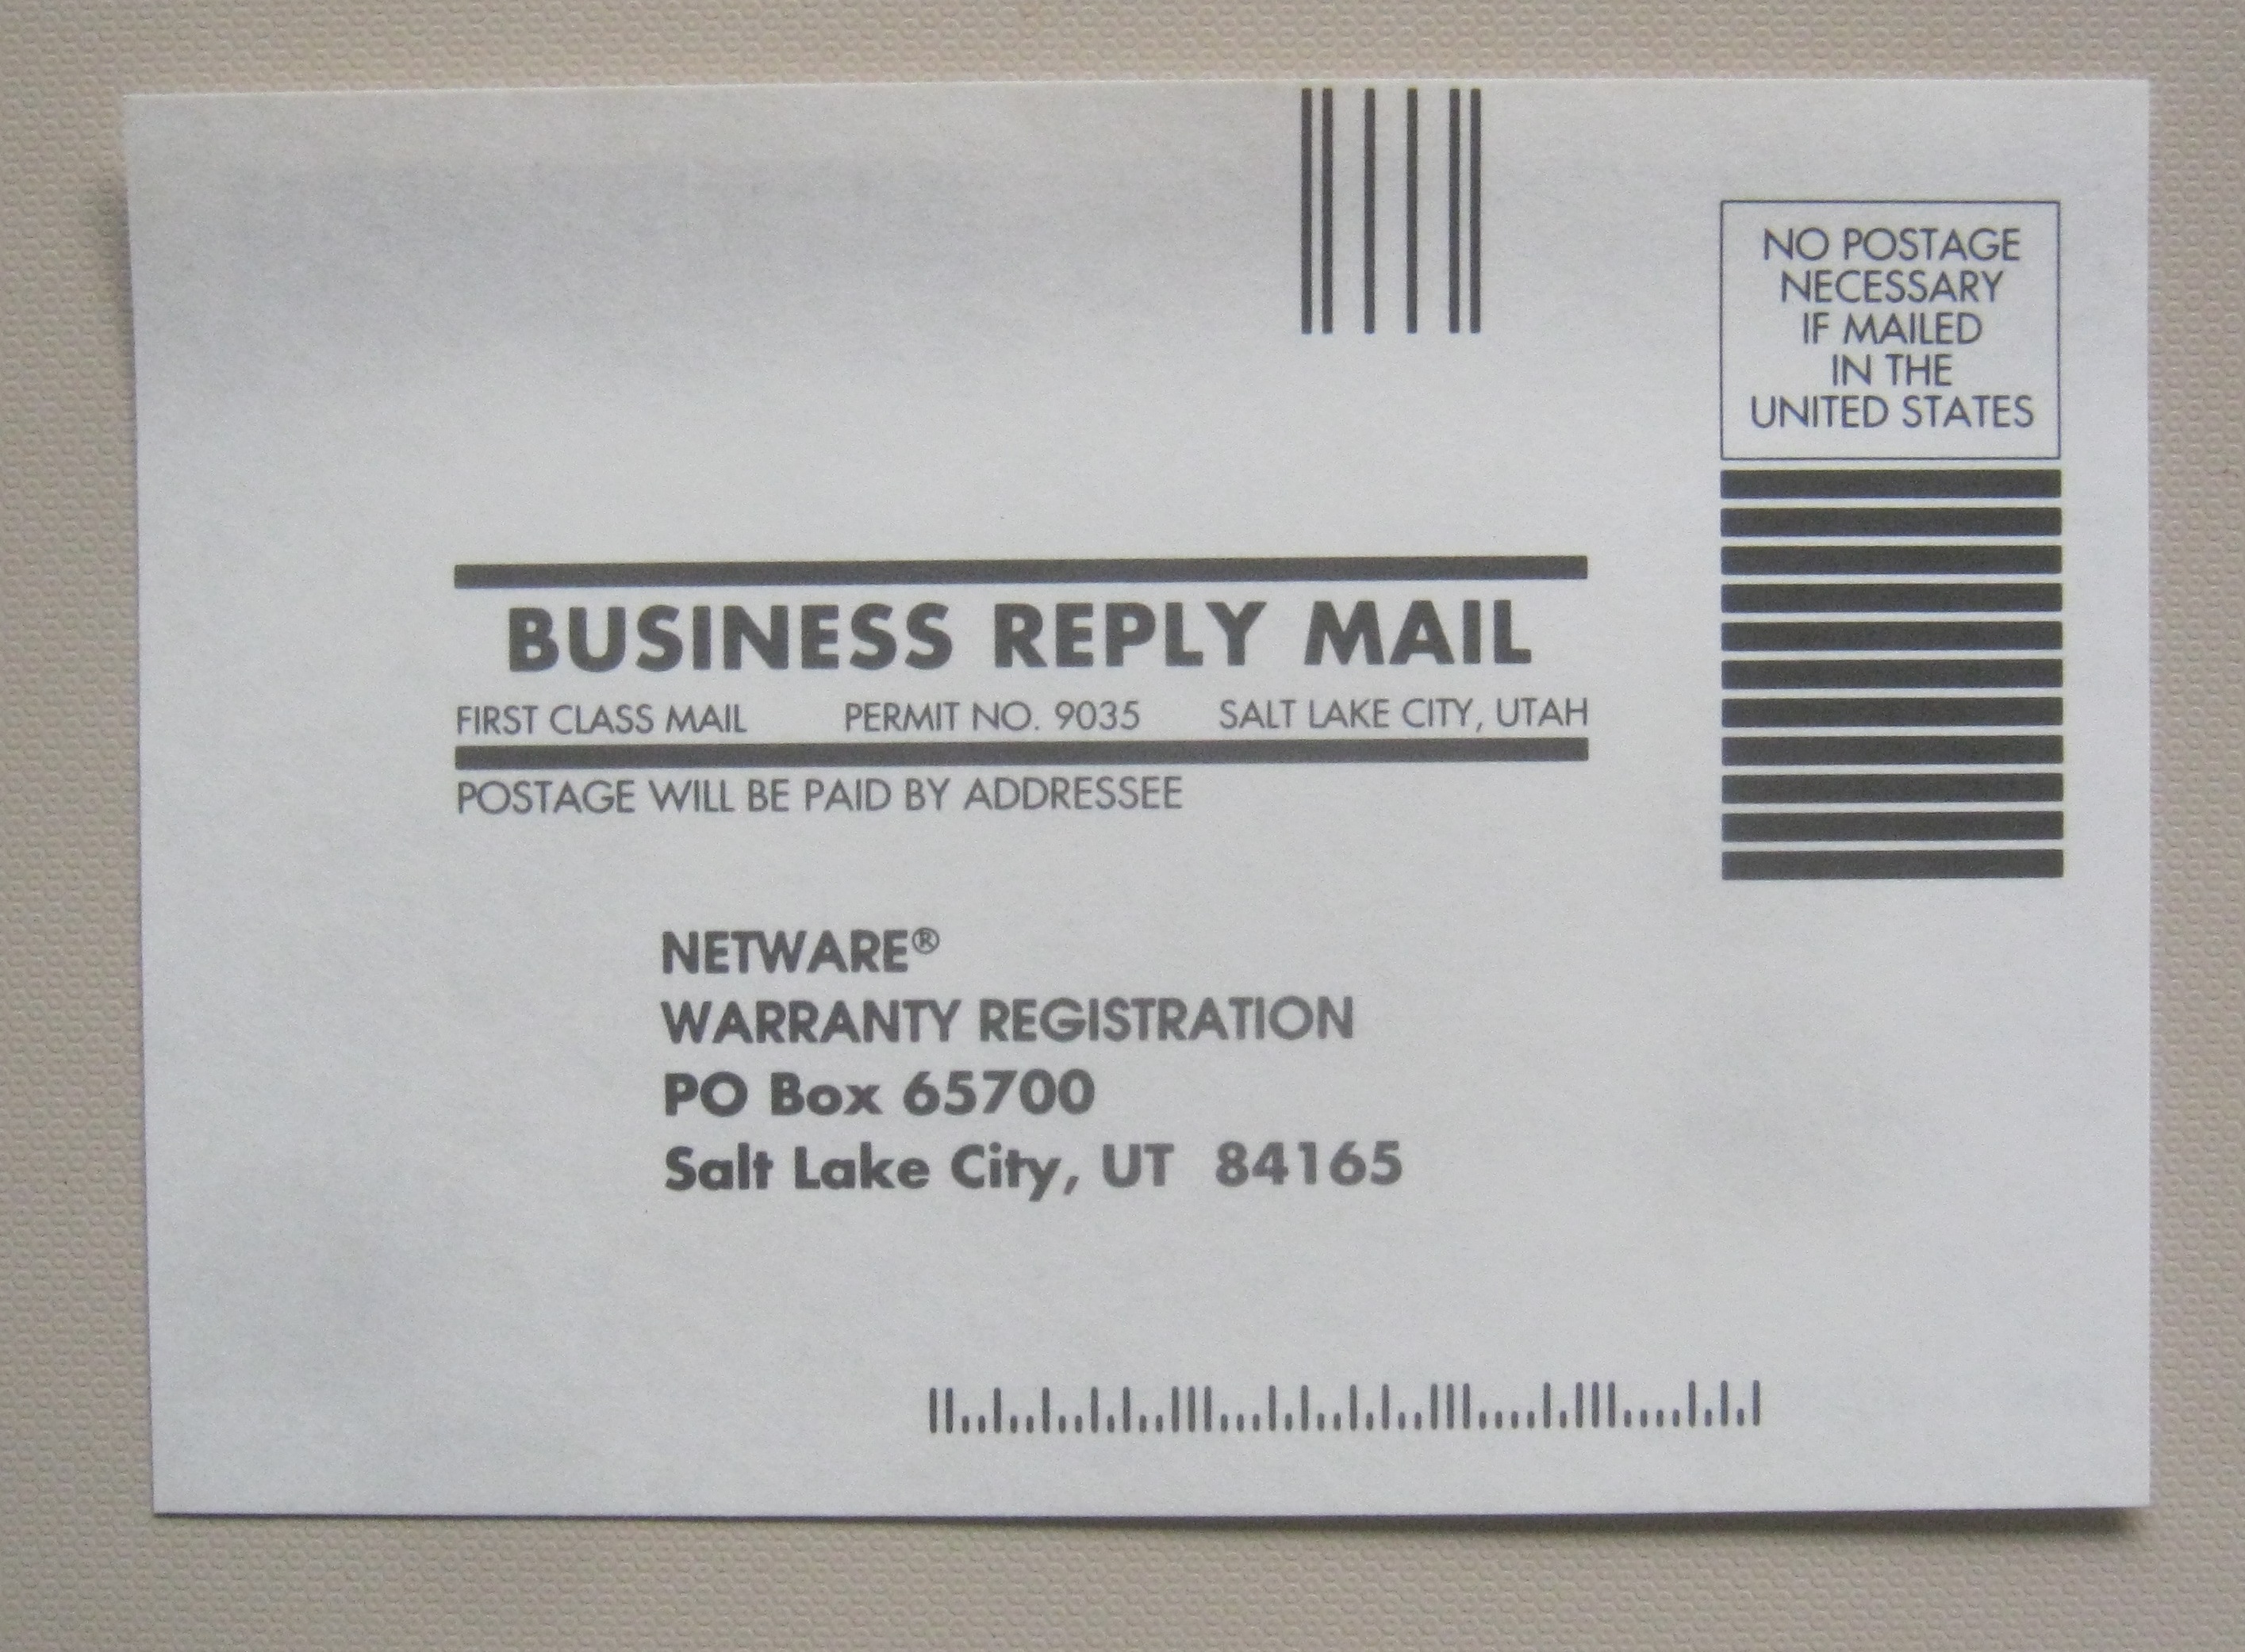 NO POSTAGE
NECESSARY
IF MAILED
IN THE
UNITED STATES
BUSINESS REPLY MAIL
FIRST CLASS MAIL PERMIT NO. 9035 SALT LAKE CITY, UTAH
POSTAGE WILL BE PAID BY ADDRESSEE
NETWARE®
WARRANTY REGISTRATION
PO Box 65700
Salt Lake City, UT 84165